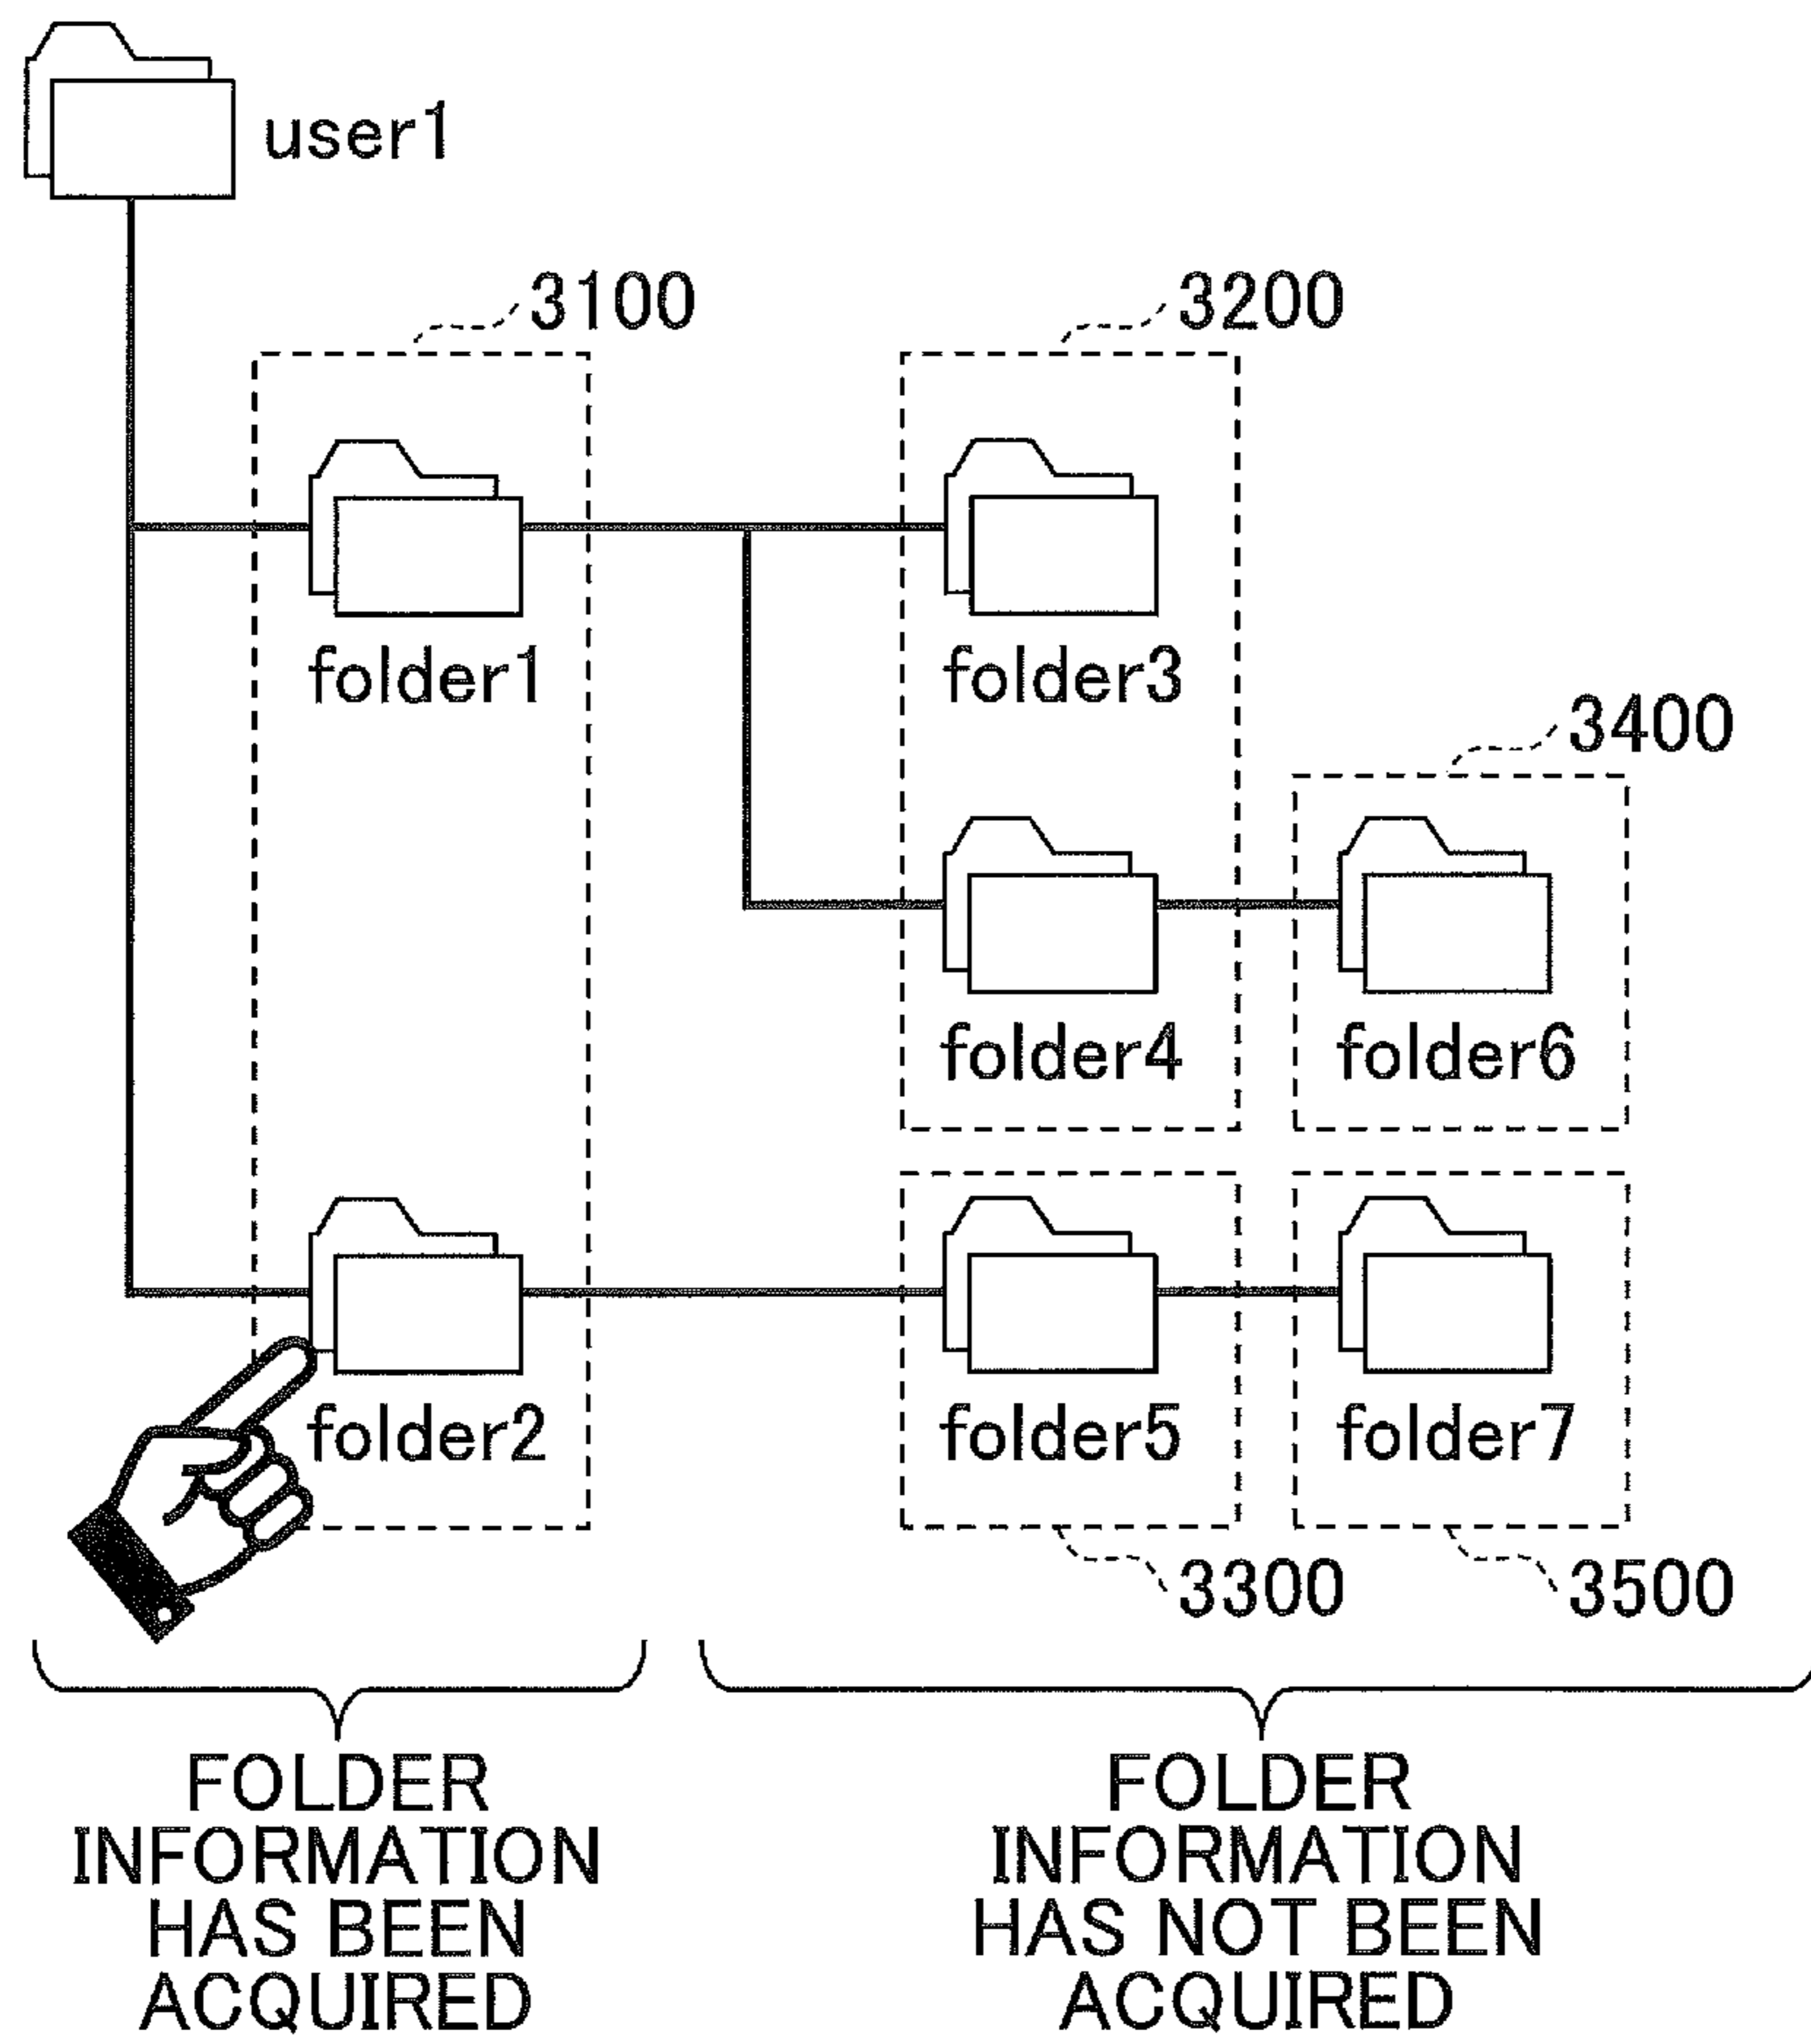 user1
3100
3200
folder1
folder3
3400
folder4
folder6
folder2
folder5
folder7
3300
3500
FOLDER
INFORMATION
HAS BEEN
ACQUIRED
FOLDER
INFORMATION
HAS NOT BEEN
ACQUIRED